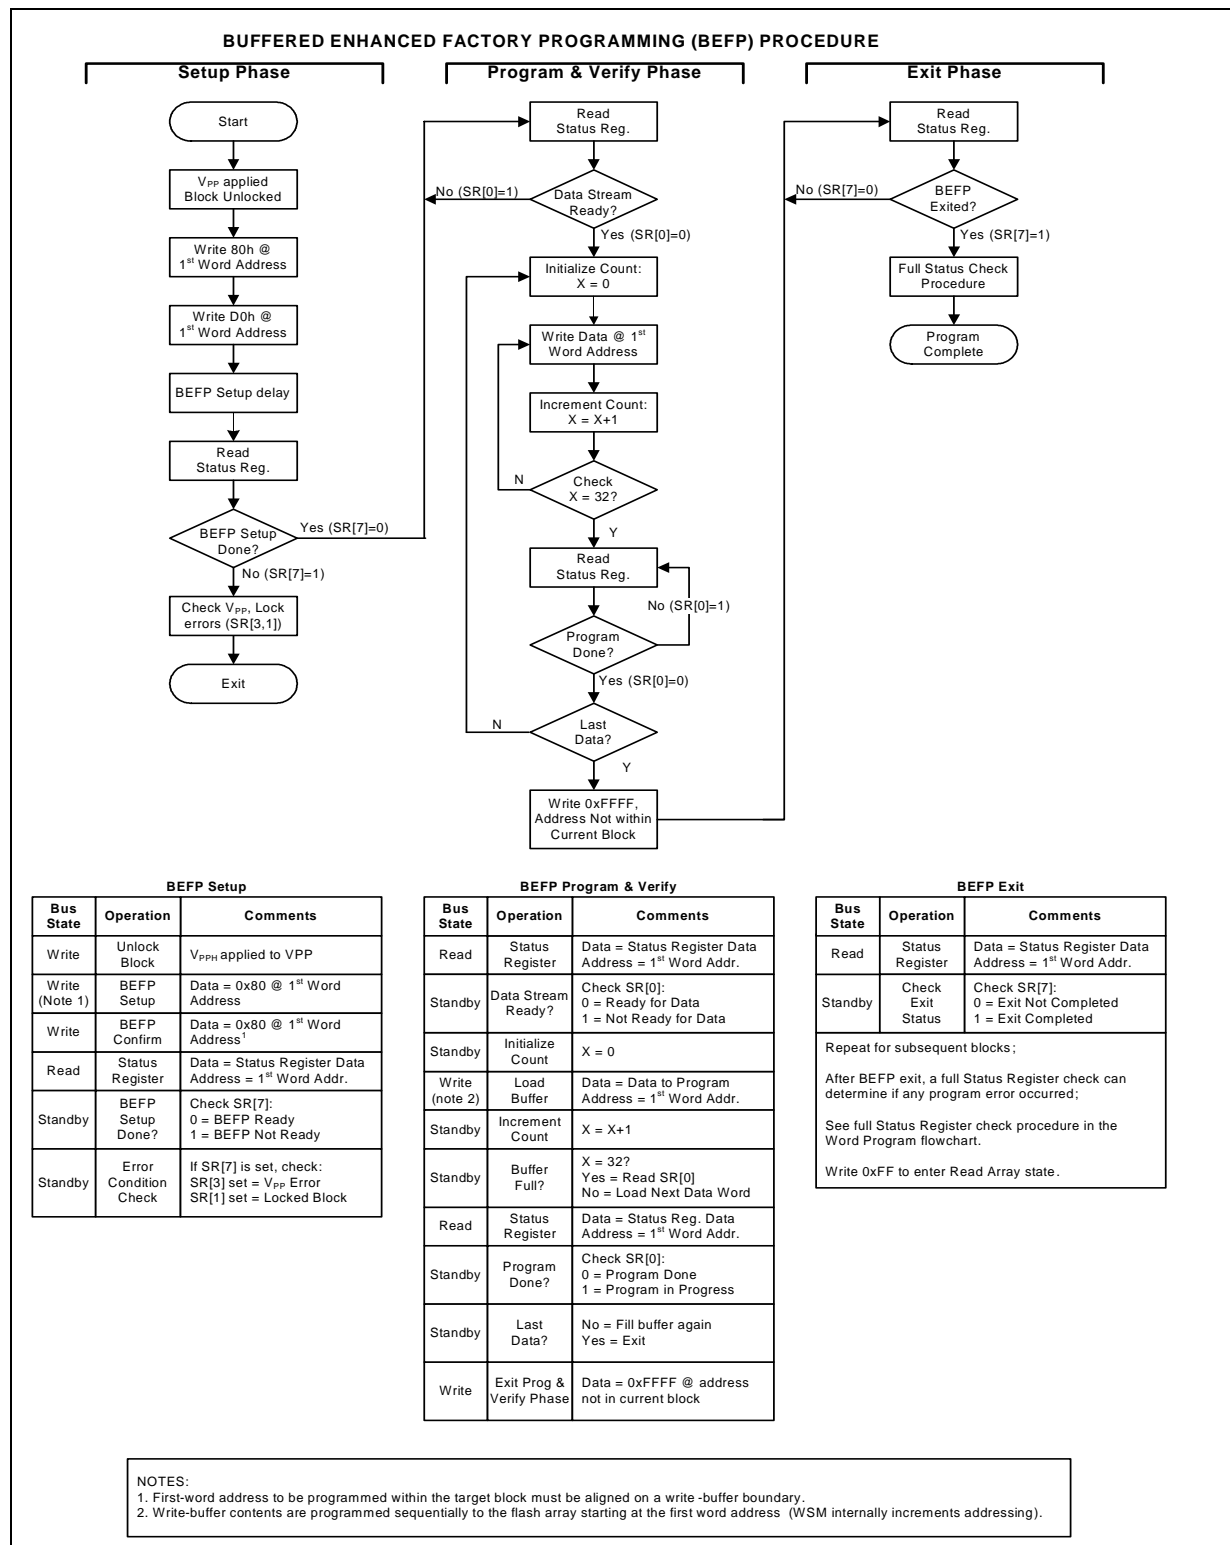 BUFFERED ENHANCED FACTORY PROGRAMMING (BEFP) PROCEDURE
Setup Phase
Start
VPP applied
Block Unlocked
Write 80h @
1st Word Address
Write D0h @
1st Word Address
BEFP Setup delay
Read
Status Reg.
BEFP Setup
Done?
Yes (SR[7]=0)
No (SR[7]=1)
Check VPP, Lock
errors (SR[3,1])
Exit
Program & Verify Phase
Read
Status Reg.
No (SR[0]=1)
Data Stream
Ready?
Yes (SR[0]=0)
Initialize Count:
X = 0
Write Data @ 1st
Word Address
Increment Count:
X = X+1
N
Check
X = 32?
Y
Read
Status Reg.
No (SR[0]=1)
Program
Done?
Yes (SR[0]=0)
N
Last
Data?
Y
Write 0xFFFF,
Address Not within
Current Block
Exit Phase
Read
Status Reg.
No (SR[7]=0)
BEFP
Exited?
Yes (SR[7]=1)
Full Status Check
Procedure
Program
Complete
BEFP Setup
Bus
State
Operation
Comments
Write
Unlock
Block
VPPH applied to VPP
Write
(Note 1)
BEFP
Setup
Data = 0x80 @ 1st Word
Address
Write
BEFP
Confirm
Data = 0x80 @ 1st Word
Address1
Read
Status
Register
Data = Status Register Data
Address = 1st Word Addr.
Standby
BEFP
Setup
Done?
Check SR[7]:
0 = BEFP Ready
1 = BEFP Not Ready
Standby
Error
Condition
Check
If SR[7] is set, check:
SR[3] set = VPP Error
SR[1] set = Locked Block
BEFP Program & Verify
Bus
State
Operation
Comments
Read
Status
Register
Data = Status Register Data
Address = 1st Word Addr.
Standby
Data Stream
Ready?
Check SR[0]:
0 = Ready for Data
1 = Not Ready for Data
Standby
Initialize
Count
X = 0
Write
(note 2)
Load
Buffer
Data = Data to Program
Address = 1st Word Addr.
Standby
Increment
Count
X = X+1
Standby
Buffer
Full?
X = 32?
Yes = Read SR[0]
No = Load Next Data Word
Read
Status
Register
Data = Status Reg. Data
Address = 1st Word Addr.
Standby
Program
Done?
Check SR[0]:
0 = Program Done
1 = Program in Progress
Standby
Last
Data?
No = Fill buffer again
Yes = Exit
Write
Exit Prog &
Verify Phase
Data = 0xFFFF @ address
not in current block
BEFP Exit
Bus
State
Operation
Comments
Read
Status
Register
Data = Status Register Data
Address = 1st Word Addr.
Standby
Check
Exit
Status
Check SR[7]:
0 = Exit Not Completed
1 = Exit Completed
Repeat for subsequent blocks;
After BEFP exit, a full Status Register check can
determine if any program error occurred;
See full Status Register check procedure in the
Word Program flowchart.
Write 0xFF to enter Read Array state.
NOTES:
1. First-word address to be programmed within the target block must be aligned on a write -buffer boundary.
2. Write-buffer contents are programmed sequentially to the flash array starting at the first word address (WSM internally increments addressing).